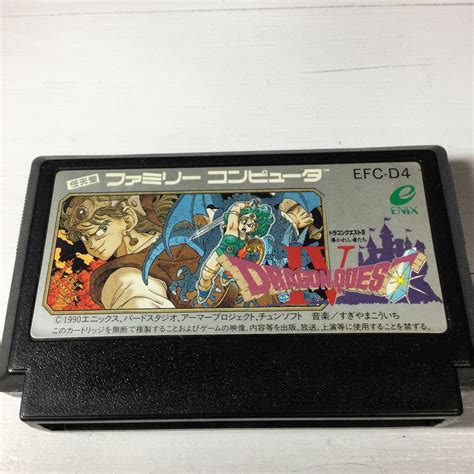 任天堂 ファミリー コンピュータ™ EFC-D4
ENIX
ドラゴンクエストIV
導かれし者たち
IV
DRAGON QUEST
©1990エニックス、バードスタジオ、アーマープロジェクト、チュンソフト 音楽/すぎやまこういち
このカートリッジを無断で複製することおよびゲームの映像、内容等を出版、放送、上演等に使用することを禁ずる。